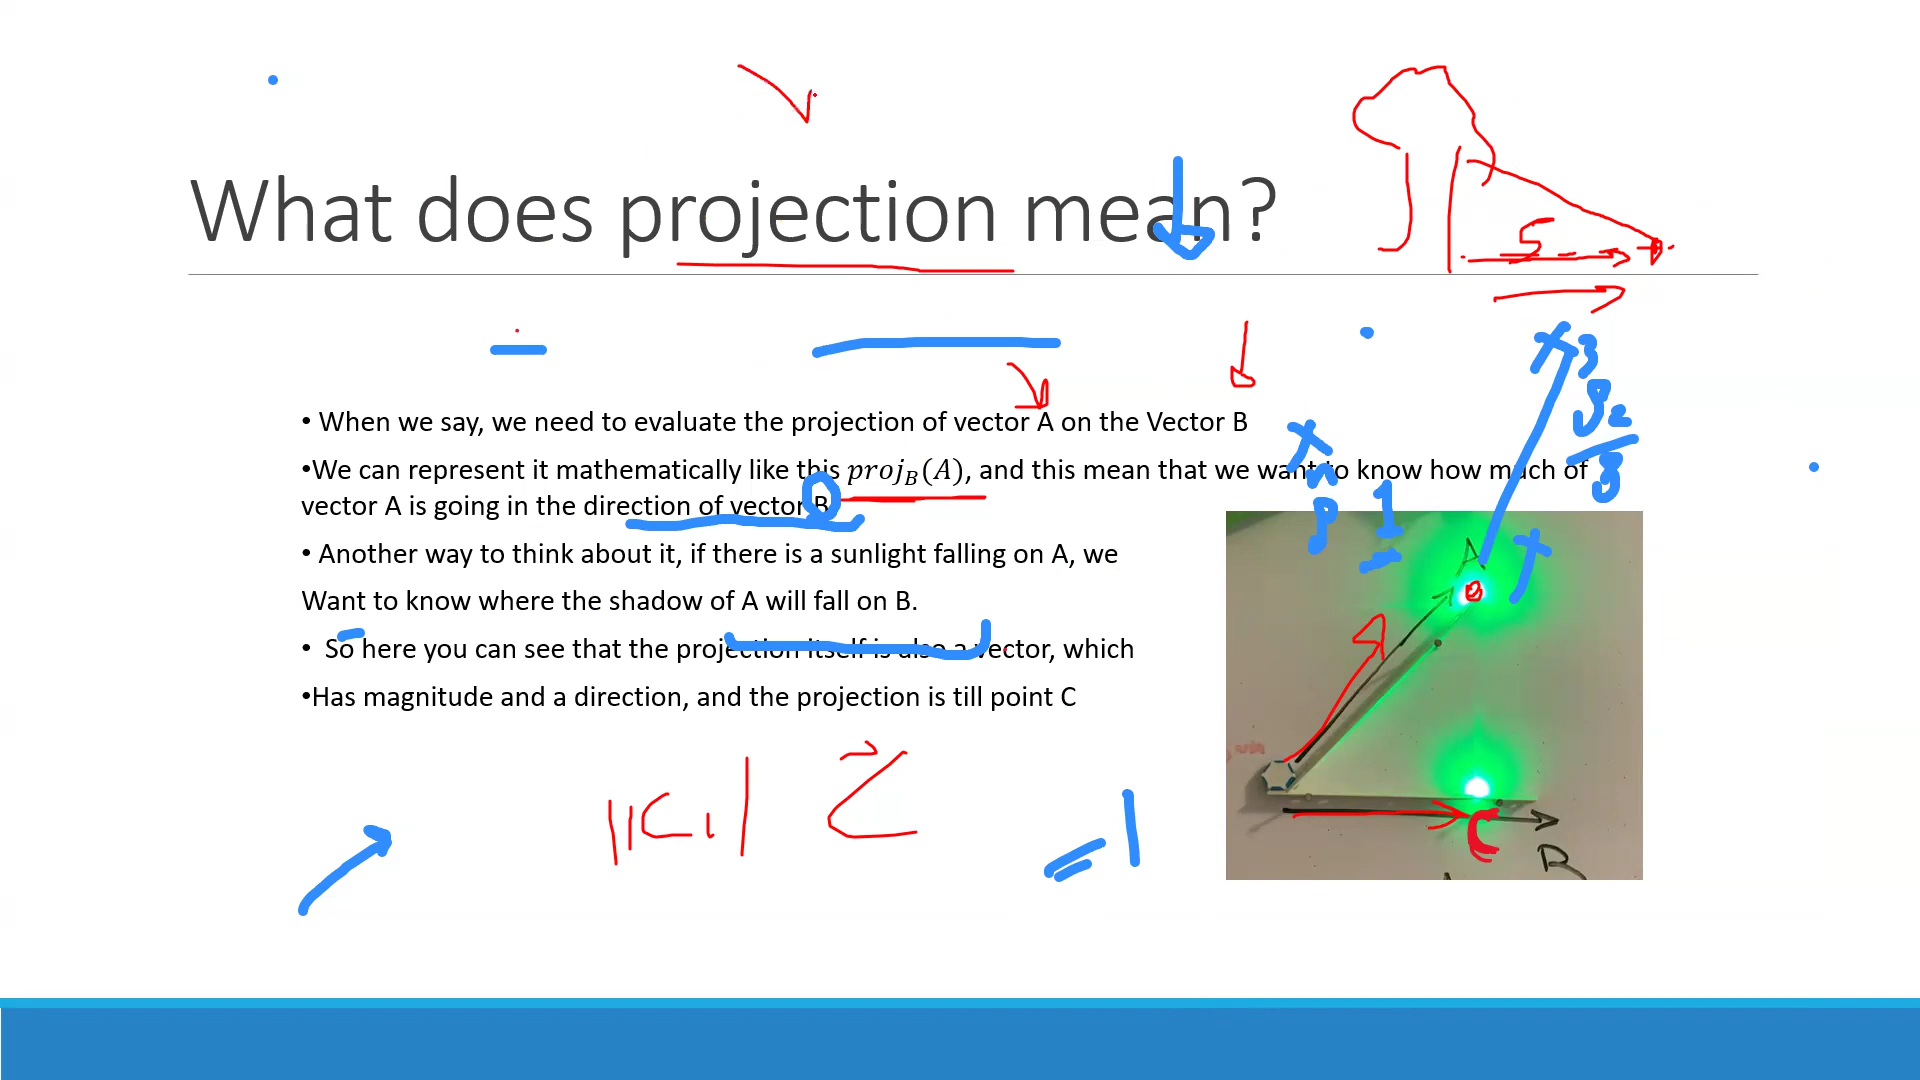 What does projection mean?
5
• When we say, we need to evaluate the projection of vector A on the Vector B
•We can represent it mathematically like this proj_B(A), and this mean that we want to know how much of
vector A is going in the direction of vector B
• Another way to think about it, if there is a sunlight falling on A, we
Want to know where the shadow of A will fall on B.
• So here you can see that the projection itself is also a vector, which
•Has magnitude and a direction, and the projection is till point C
1
A
C
B